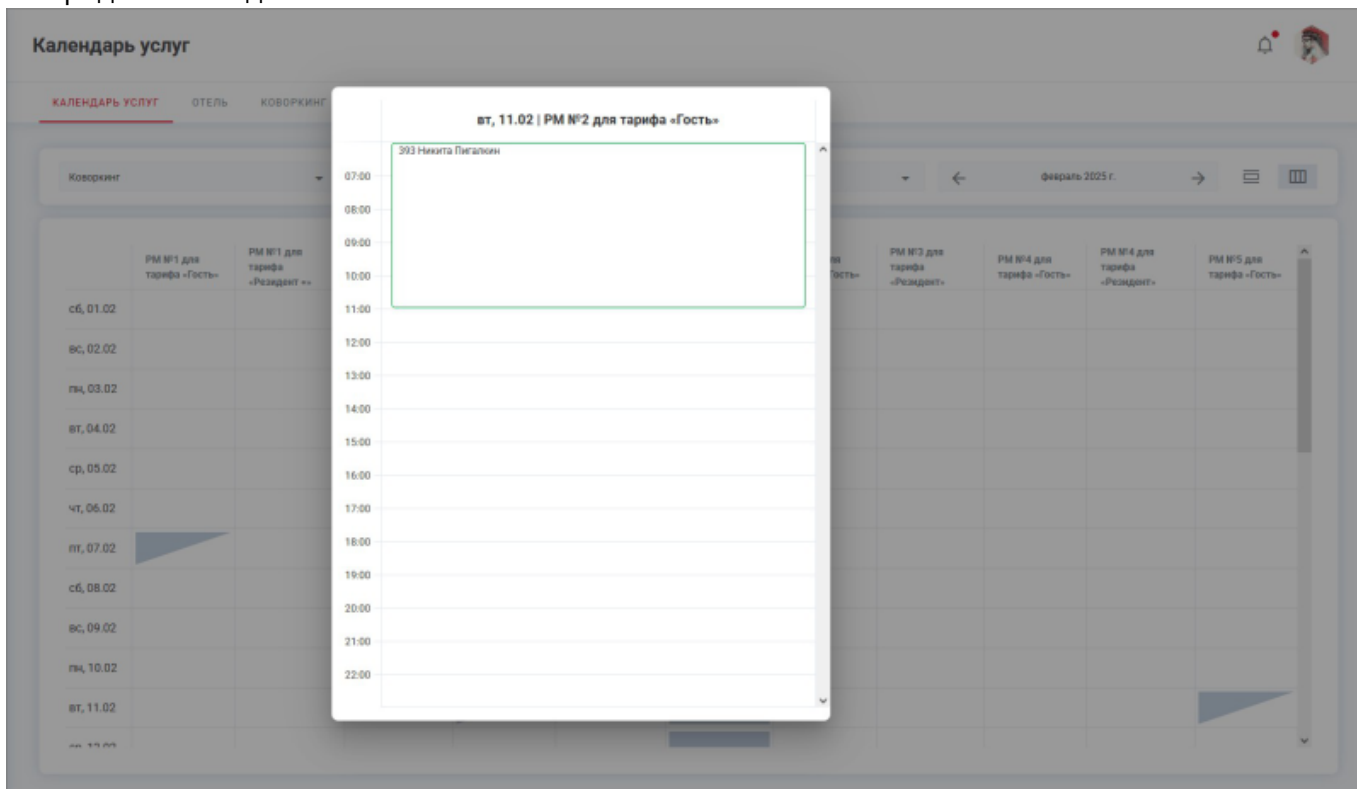 Календарь услуг
КАЛЕНДАРЬ УСЛУГ ОТЕЛЬ КОВОРКИНГ
вт, 11.02 | РМ №2 для тарифа «Гость»
393 Никита Пигалкин
Коворкинг
февраль 2025 г.
07:00
08:00
09:00
10:00
11:00
12:00
13:00
14:00
15:00
16:00
17:00
18:00
19:00
20:00
21:00
22:00
РМ №1 для
тарифа «Гость»
РМ №1 для
тарифа
«Резидент «»
Гость»
РМ №3 для
тарифа
«Резидент»
РМ №4 для
тарифа «Гость»
РМ №4 для
тарифа
«Резидент»
РМ №5 для
тарифа «Гость»
сб, 01.02
вс, 02.02
пн, 03.02
вт, 04.02
ср, 05.02
чт, 06.02
пт, 07.02
сб, 08.02
вс, 09.02
пн, 10.02
вт, 11.02